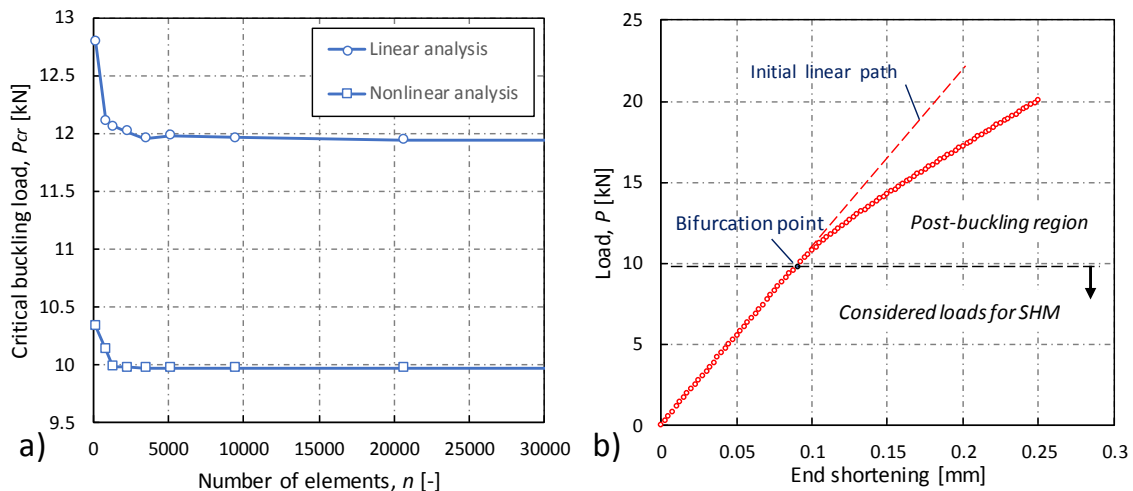 Critical buckling load, Pcr [kN]
13
12.5
12
11.5
11
10.5
10
9.5
Linear analysis
Nonlinear analysis
0
5000
10000
15000
20000
25000
30000
Number of elements, n [-]
a)
Load, P [kN]
25
20
15
10
5
0
Initial linear path
Bifurcation point
Post-buckling region
Considered loads for SHM
0
0.05
0.1
0.15
0.2
0.25
0.3
End shortening [mm]
b)